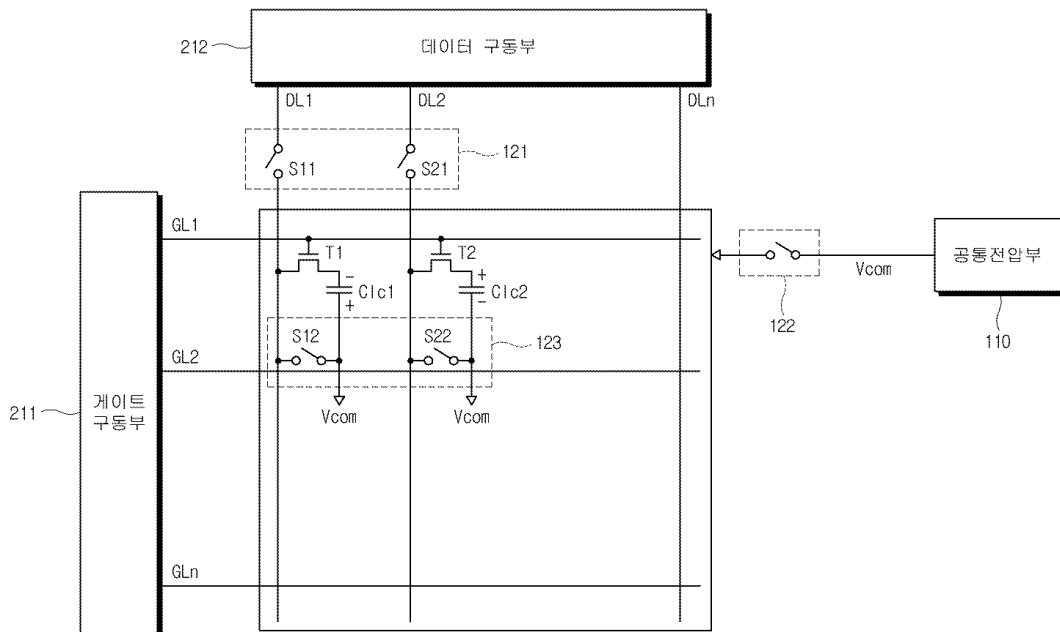 데이터 구동부
212
DL1
DL2
DLn
S11
S21
121
GL1
T1
T2
Clc1
Clc2
-
+
+
-
Vcom
공통전압부
122
110
S12
S22
123
GL2
Vcom
Vcom
게이트
구동부
211
GLn